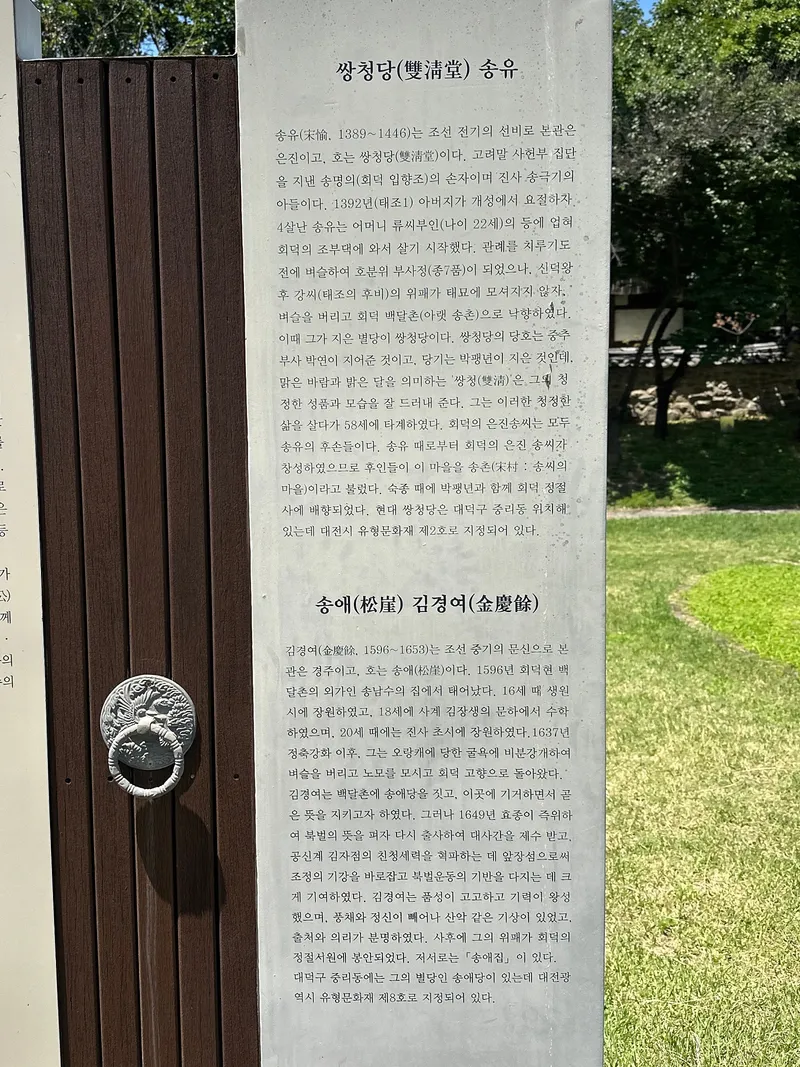 쌍청당(雙淸堂) 송유
송유(宋愉, 1389~1446)는 조선 전기의 선비로 본관은
은진이고, 호는 쌍청당(雙淸堂)이다. 고려말 사헌부 집단
을 지낸 송명의(회덕 입향조)의 손자이며 진사 송극기의
아들이다. 1392년(태조1) 아버지가 개성에서 요절하자,
4살난 송유는 어머니 류씨부인(나이 22세)의 등에 업혀
회덕의 조부댁에 와서 살기 시작했다. 관례를 치루기도
전에 벼슬하여 호분위 부사정(종7품)이 되었으나, 신덕왕
후 강씨(태조의 후비)의 위패가 태묘에 모셔지지 않자,
벼슬을 버리고 회덕 백달촌(아랫 송촌)으로 낙향하였다.
이때 그가 지은 별당이 쌍청당이다. 쌍청당의 당호는 중추
부사 박연이 지어준 것이고, 당기는 박팽년이 지은 것인데,
맑은 바람과 밝은 달을 의미하는 '쌍청(雙淸)'은 그의 청
정한 성품과 모습을 잘 드러내 준다. 그는 이러한 청정한
삶을 살다가 58세에 타계하였다. 회덕의 은진송씨는 모두
송유의 후손들이다. 송유 때로부터 회덕의 은진 송씨가
창성하였으므로 후인들이 이 마을을 송촌(宋村 : 송씨의
마을)이라고 불렀다. 숙종 때에 박팽년과 함께 회덕 정절
사에 배향되었다. 현대 쌍청당은 대덕구 중리동 위치해
있는데 대전시 유형문화재 제2호로 지정되어 있다.
송애(松崖) 김경여(金慶餘)
김경여(金慶餘, 1596~1653)는 조선 중기의 문신으로 본
관은 경주이고, 호는 송애(松崖)이다. 1596년 회덕현 백
달촌의 외가인 송남수의 집에서 태어났다. 16세 때 생원
시에 장원하였고, 18세에 사계 김장생의 문하에서 수학
하였으며, 20세 때에는 진사 초시에 장원하였다.1637년
정축강화 이후, 그는 오랑캐에 당한 굴욕에 비분강개하여
벼슬을 버리고 노모를 모시고 회덕 고향으로 돌아왔다.
김경여는 백달촌에 송애당을 짓고, 이곳에 기거하면서 곧
은 뜻을 지키고자 하였다. 그러나 1649년 효종이 즉위하
여 북벌의 뜻을 펴자 다시 출사하여 대사간을 제수 받고,
공신계 김자점의 친청세력을 혁파하는 데 앞장섬으로써
조정의 기강을 바로잡고 북벌운동의 기반을 다지는 데 크
게 기여하였다. 김경여는 품성이 고고하고 기력이 왕성
했으며, 풍채와 정신이 빼어나 산악 같은 기상이 있었고,
출처와 의리가 분명하였다. 사후에 그의 위패가 회덕의
정절서원에 봉안되었다. 저서로는 「송애집」이 있다.
대덕구 중리동에는 그의 별당인 송애당이 있는데 대전광
역시 유형문화재 제8호로 지정되어 있다.